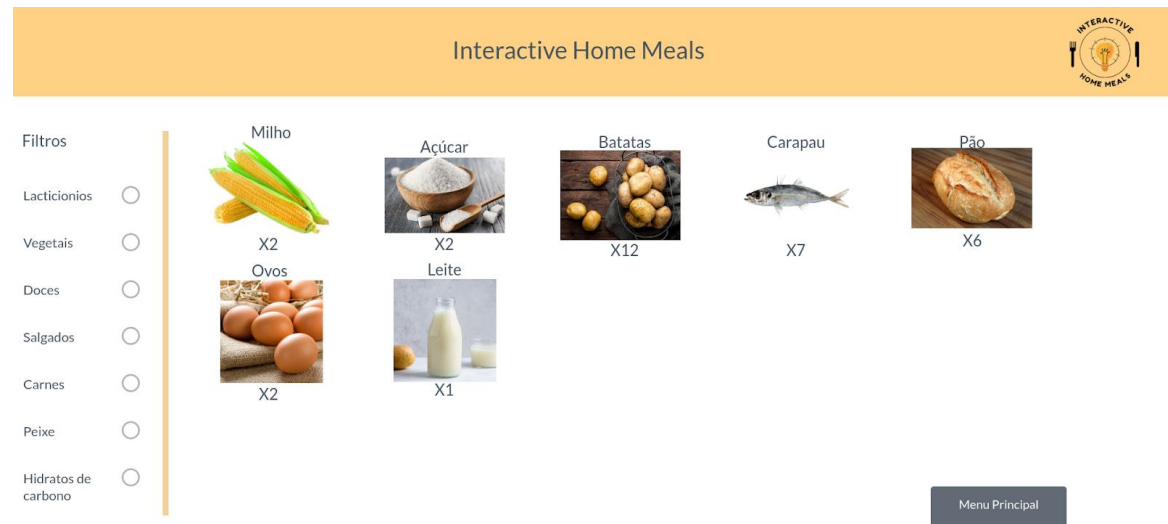 Interactive Home Meals
INTERACTIVE
HOME MEALS
Filtros
Lacticionios
Vegetais
Doces
Salgados
Carnes
Peixe
Hidratos de
carbono
Milho
X2
Açúcar
X2
Batatas
X12
Carapau
X7
Pão
X6
Ovos
X2
Leite
X1
Menu Principal